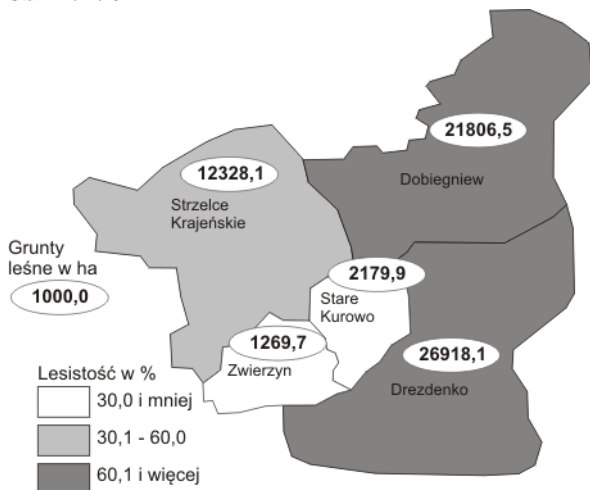 21806,5
Dobiegniew
12328,1
Strzelce
Krajeńskie
Grunty
leśne w ha
1000,0
2179,9
Stare
Kurowo
1269,7
Zwierzyn
26918,1
Drezdenko
Lesistość w %
30,0 i mniej
30,1 - 60,0
60,1 i więcej